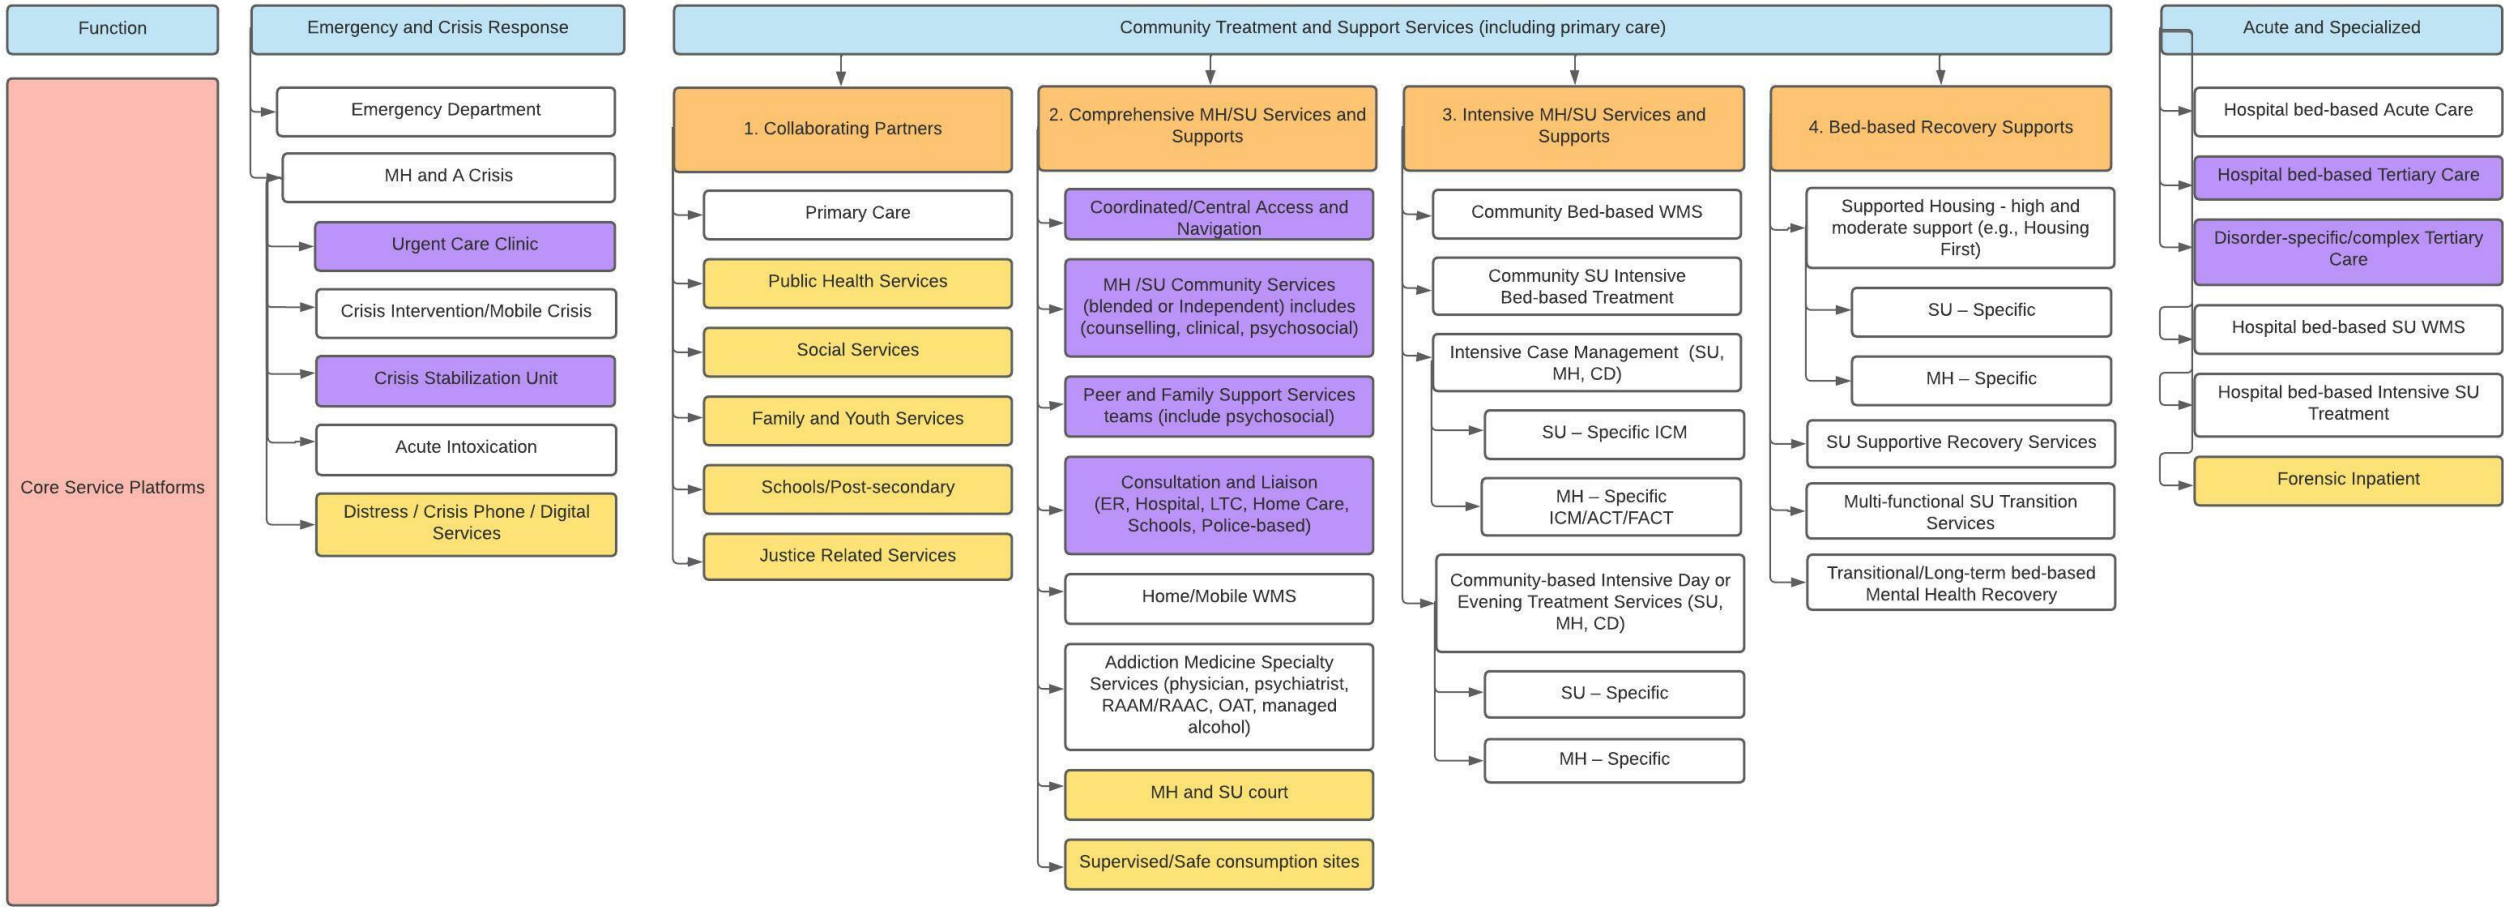 Function
Emergency and Crisis Response
Community Treatment and Support Services (including primary care)
Acute and Specialized
Core Service Platforms
Emergency Department
MH and A Crisis
Urgent Care Clinic
Crisis Intervention/Mobile Crisis
Crisis Stabilization Unit
Acute Intoxication
Distress / Crisis Phone / Digital
Services
1. Collaborating Partners
Primary Care
Public Health Services
Social Services
Family and Youth Services
Schools/Post-secondary
Justice Related Services
2. Comprehensive MH/SU Services and
Supports
Coordinated/Central Access and
Navigation
MH /SU Community Services
(blended or Independent) includes
(counselling, clinical, psychosocial)
Peer and Family Support Services
teams (include psychosocial)
Consultation and Liaison
(ER, Hospital, LTC, Home Care,
Schools, Police-based)
Home/Mobile WMS
Addiction Medicine Specialty
Services (physician, psychiatrist,
RAAM/RAAC, OAT, managed
alcohol)
MH and SU court
Supervised/Safe consumption sites
3. Intensive MH/SU Services and
Supports
Community Bed-based WMS
Community SU Intensive
Bed-based Treatment
Intensive Case Management (SU,
MH, CD)
SU – Specific ICM
MH – Specific
ICM/ACT/FACT
Community-based Intensive Day or
Evening Treatment Services (SU,
MH, CD)
SU – Specific
MH – Specific
4. Bed-based Recovery Supports
Supported Housing - high and
moderate support (e.g., Housing
First)
SU – Specific
MH – Specific
SU Supportive Recovery Services
Multi-functional SU Transition
Services
Transitional/Long-term bed-based
Mental Health Recovery
Hospital bed-based Acute Care
Hospital bed-based Tertiary Care
Disorder-specific/complex Tertiary
Care
Hospital bed-based SU WMS
Hospital bed-based Intensive SU
Treatment
Forensic Inpatient